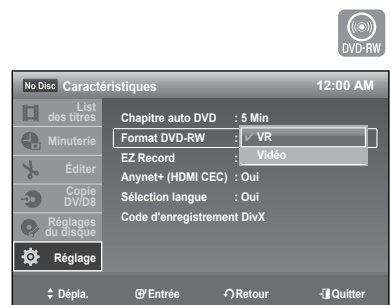 DVD-RW
No Disc Caractéristiques 12:00 AM
List des titres
Minuterie
Éditer
Copie DV/D8
Réglages du disque
Réglage
Chapitre auto DVD : 5 Min
Format DVD-RW : ✓ VR
Vidéo
EZ Record :
Anynet+ (HDMI CEC) : Oui
Sélection langue : Oui
Code d'enregistrement DivX
Dépla. Entrée Retour Quitter